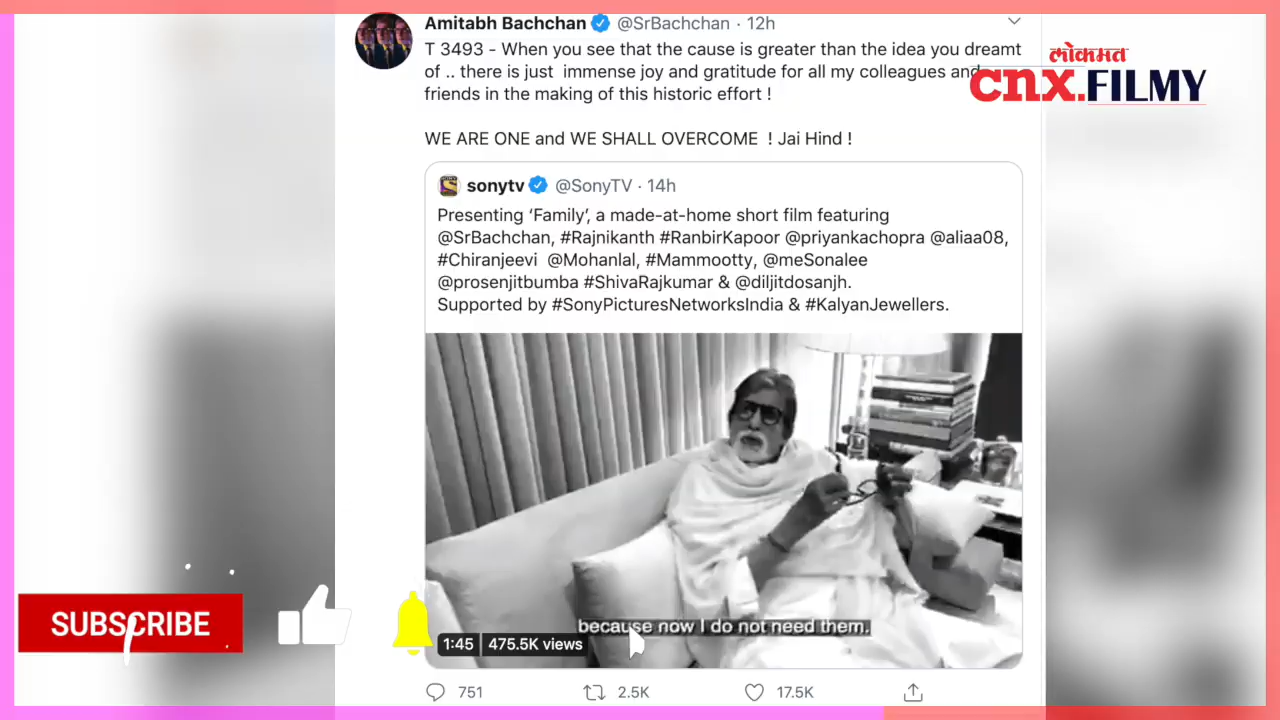 Amitabh Bachchan @SrBachchan · 12h
T 3493 - When you see that the cause is greater than the idea you dreamt
of .. there is just immense joy and gratitude for all my colleagues and
friends in the making of this historic effort !
WE ARE ONE and WE SHALL OVERCOME ! Jai Hind !
लोकमत
cnx.FILMY
sonytv @SonyTV · 14h
Presenting ‘Family’, a made-at-home short film featuring
@SrBachchan, #Rajnikanth #RanbirKapoor @priyankachopra @aliaa08,
#Chiranjeevi @Mohanlal, #Mammootty, @meSonalee
@prosenjitbumba #ShivaRajkumar & @diljitdosanjh.
Supported by #SonyPicturesNetworksIndia & #KalyanJewellers.
because now I do not need them.
1:45 475.5K views
SUBSCRIBE
751 2.5K 17.5K